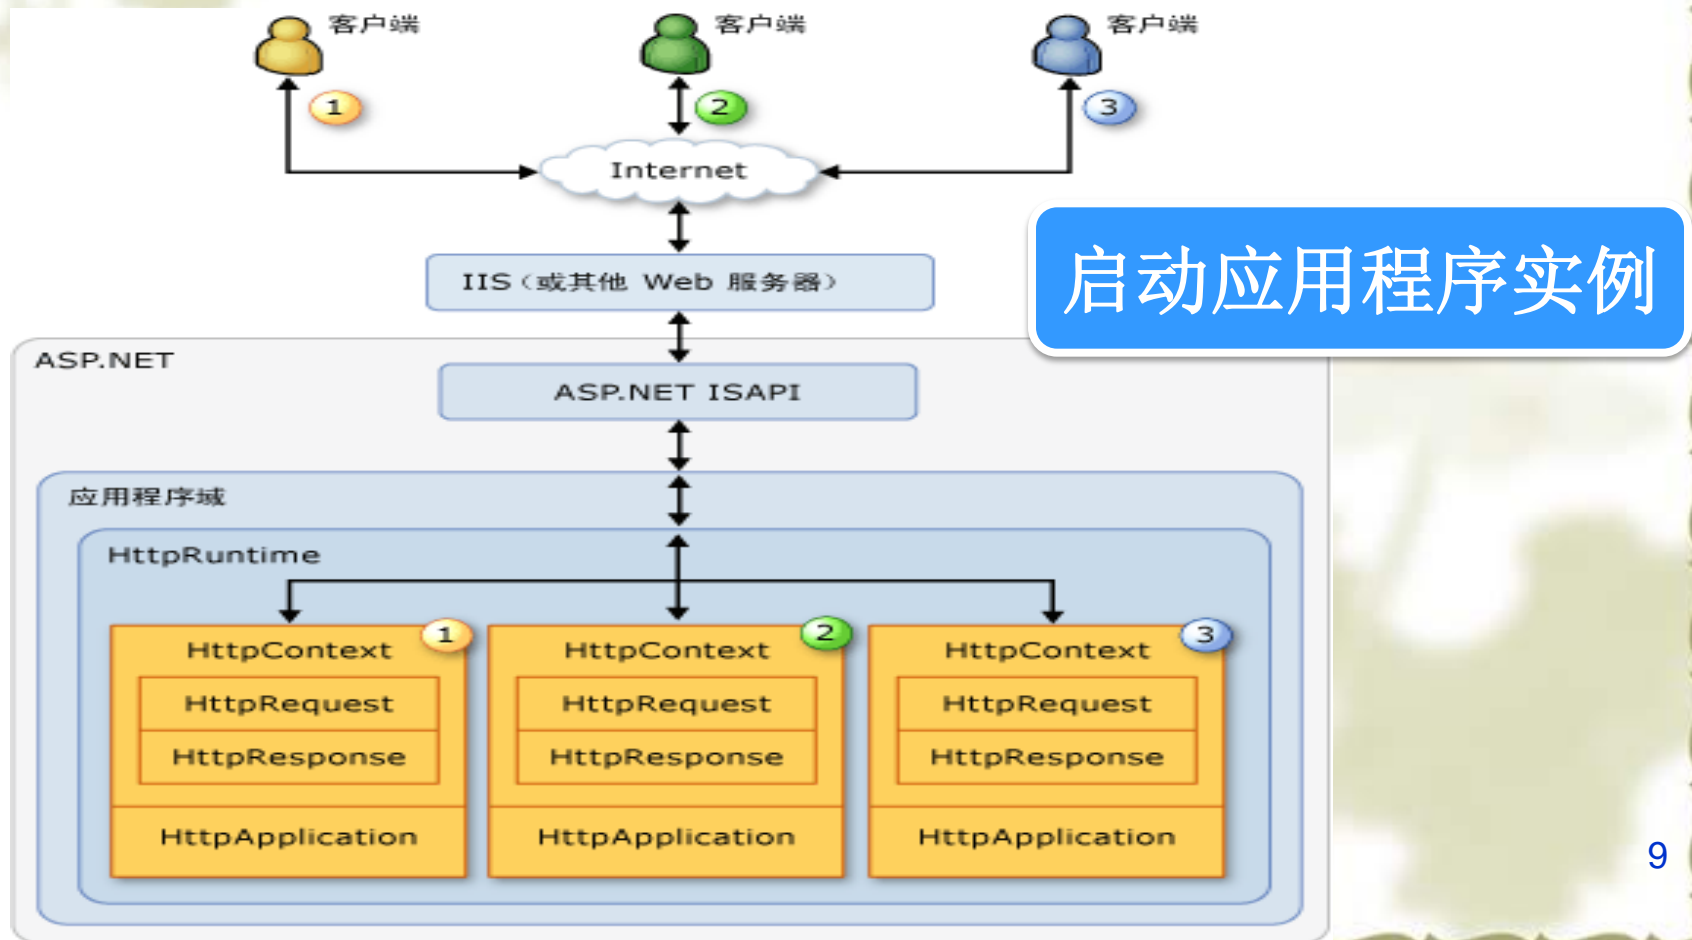 客户端
客户端
客户端
1
2
3
Internet
启动应用程序实例
IIS（或其他 Web 服务器）
ASP.NET
ASP.NET ISAPI
应用程序域
HttpRuntime
HttpContext
1
HttpRequest
HttpResponse
HttpApplication
HttpContext
2
HttpRequest
HttpResponse
HttpApplication
HttpContext
3
HttpRequest
HttpResponse
HttpApplication
9